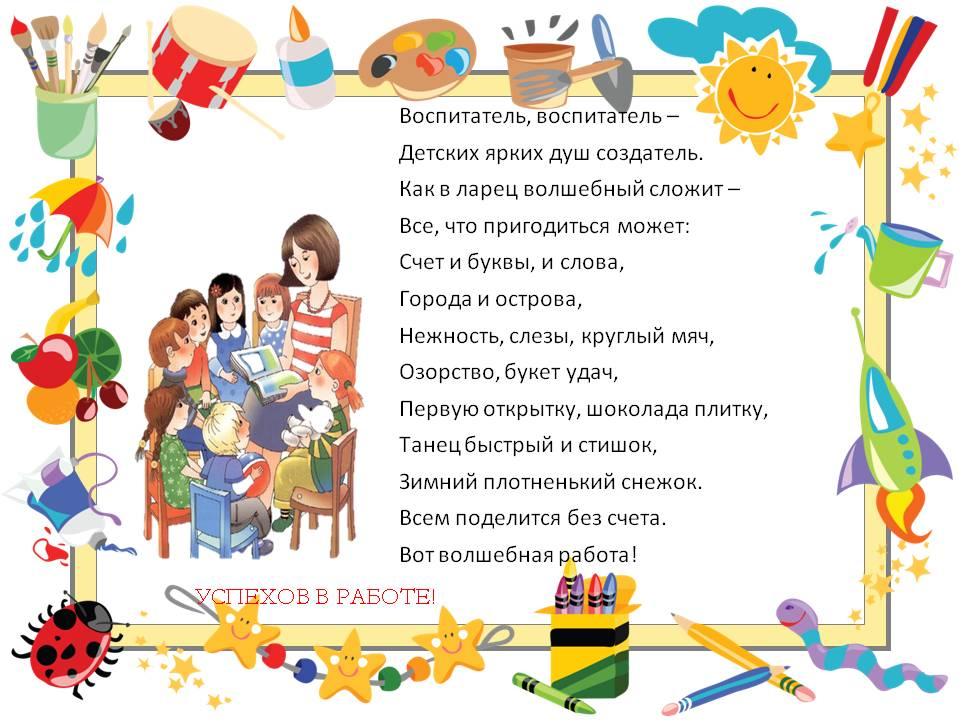 Воспитатель, воспитатель –
Детских ярких душ создатель.
Как в ларец волшебный сложит –
Все, что пригодиться может:
Счет и буквы, и слова,
Города и острова,
Нежность, слезы, круглый мяч,
Озорство, букет удач,
Первую открытку, шоколада плитку,
Танец быстрый и стишок,
Зимний плотненький снежок.
Всем поделится без счета.
Вот волшебная работа!
УСПЕХОВ В РАБОТЕ!